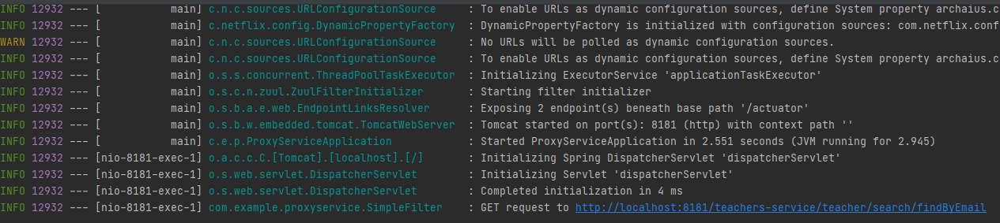 INFO 12932 --- [           main] c.n.c.sources.URLConfigurationSource     : To enable URLs as dynamic configuration sources, define System property archaius.c
INFO 12932 --- [           main] c.netflix.config.DynamicPropertyFactory  : DynamicPropertyFactory is initialized with configuration sources: com.netflix.conf
WARN 12932 --- [           main] c.n.c.sources.URLConfigurationSource     : No URLs will be polled as dynamic configuration sources.
INFO 12932 --- [           main] c.n.c.sources.URLConfigurationSource     : To enable URLs as dynamic configuration sources, define System property archaius.c
INFO 12932 --- [           main] o.s.s.concurrent.ThreadPoolTaskExecutor  : Initializing ExecutorService 'applicationTaskExecutor'
INFO 12932 --- [           main] o.s.c.n.zuul.ZuulFilterInitializer       : Starting filter initializer
INFO 12932 --- [           main] o.s.b.a.e.web.EndpointLinksResolver      : Exposing 2 endpoint(s) beneath base path '/actuator'
INFO 12932 --- [           main] o.s.b.w.embedded.tomcat.TomcatWebServer  : Tomcat started on port(s): 8181 (http) with context path ''
INFO 12932 --- [           main] c.e.p.ProxyServiceApplication            : Started ProxyServiceApplication in 2.551 seconds (JVM running for 2.945)
INFO 12932 --- [nio-8181-exec-1] o.a.c.c.C.[Tomcat].[localhost].[/]       : Initializing Spring DispatcherServlet 'dispatcherServlet'
INFO 12932 --- [nio-8181-exec-1] o.s.web.servlet.DispatcherServlet        : Initializing Servlet 'dispatcherServlet'
INFO 12932 --- [nio-8181-exec-1] o.s.web.servlet.DispatcherServlet        : Completed initialization in 4 ms
INFO 12932 --- [nio-8181-exec-1] com.example.proxyservice.SimpleFilter    : GET request to http://localhost:8181/teachers-service/teacher/search/findByEmail